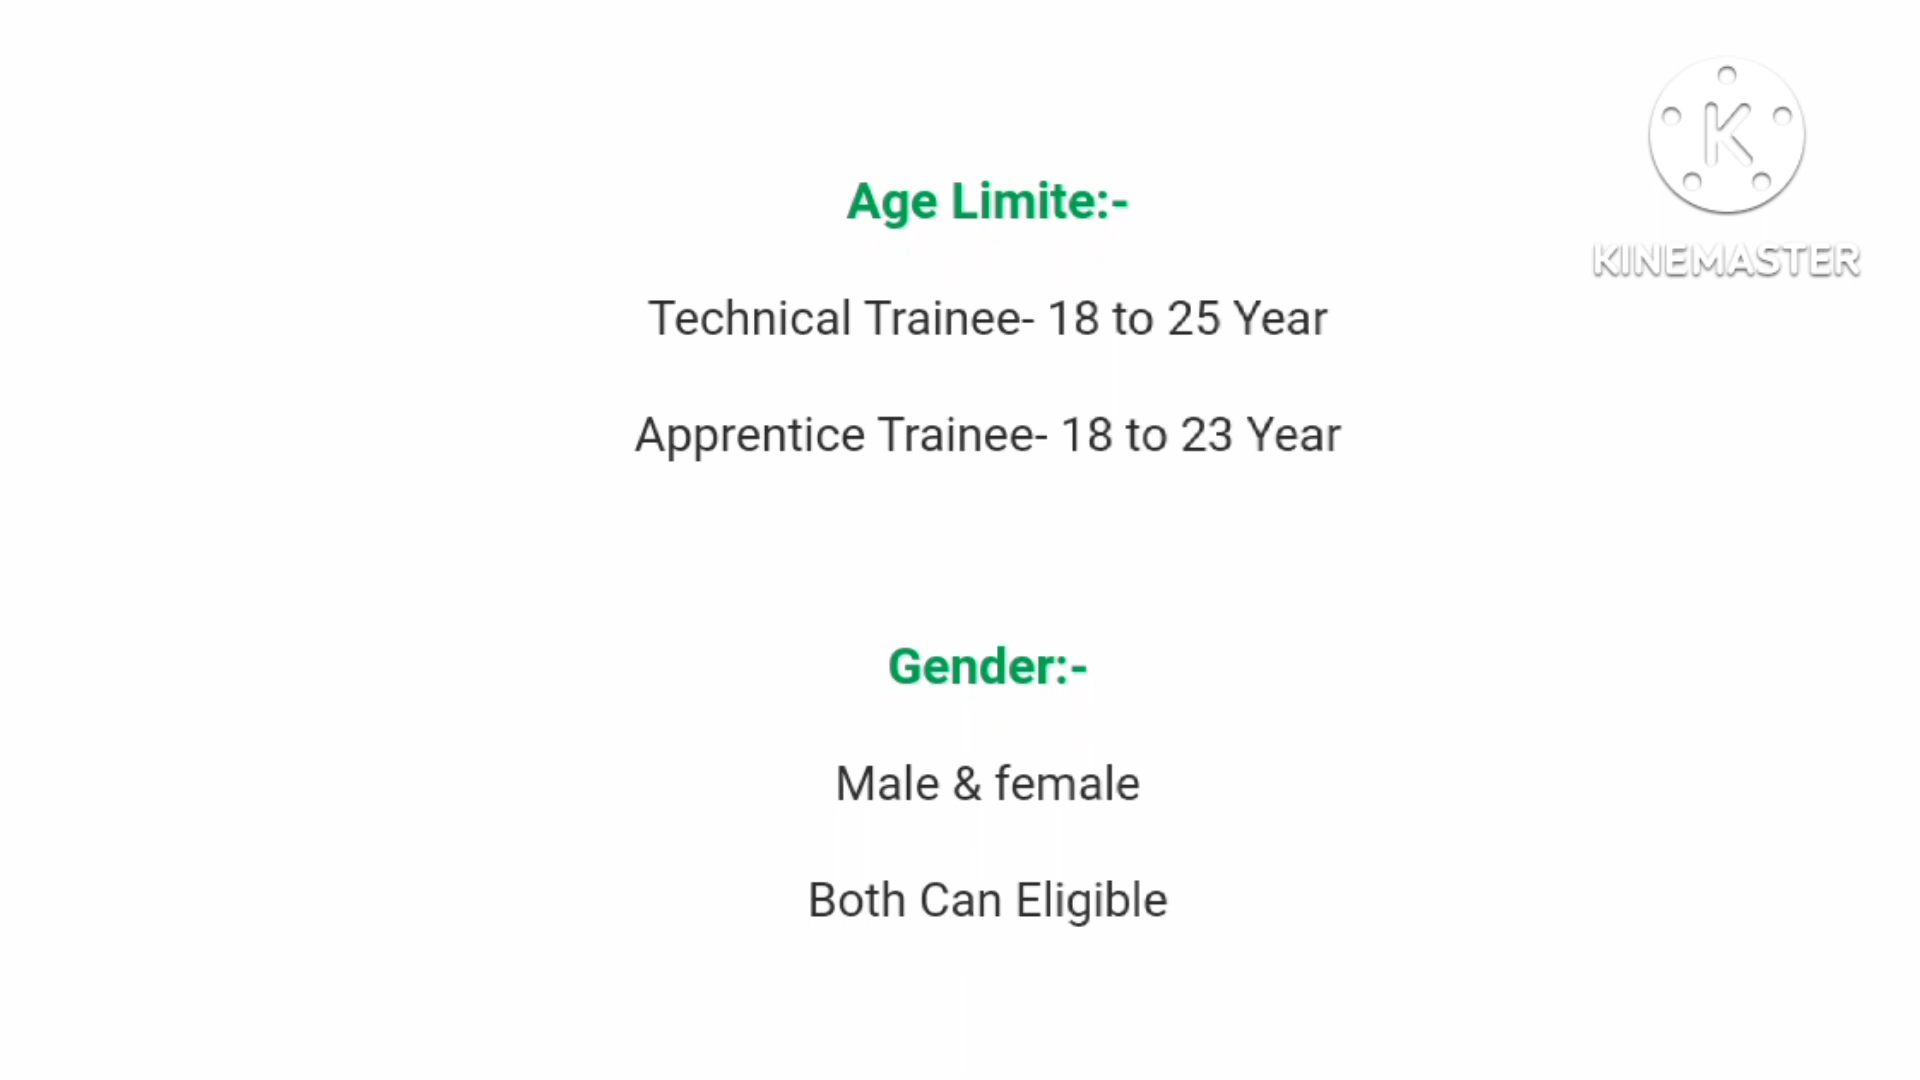 K
KINEMASTER
Age Limite:-
Technical Trainee- 18 to 25 Year
Apprentice Trainee- 18 to 23 Year
Gender:-
Male & female
Both Can Eligible